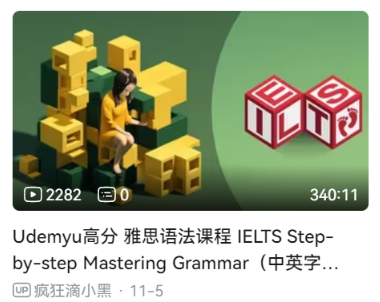 IELTS
2282 0 340:11
Udemyu高分 雅思语法课程 IELTS Step-
by-step Mastering Grammar（中英字...
UP 疯狂滴小黑 · 11-5